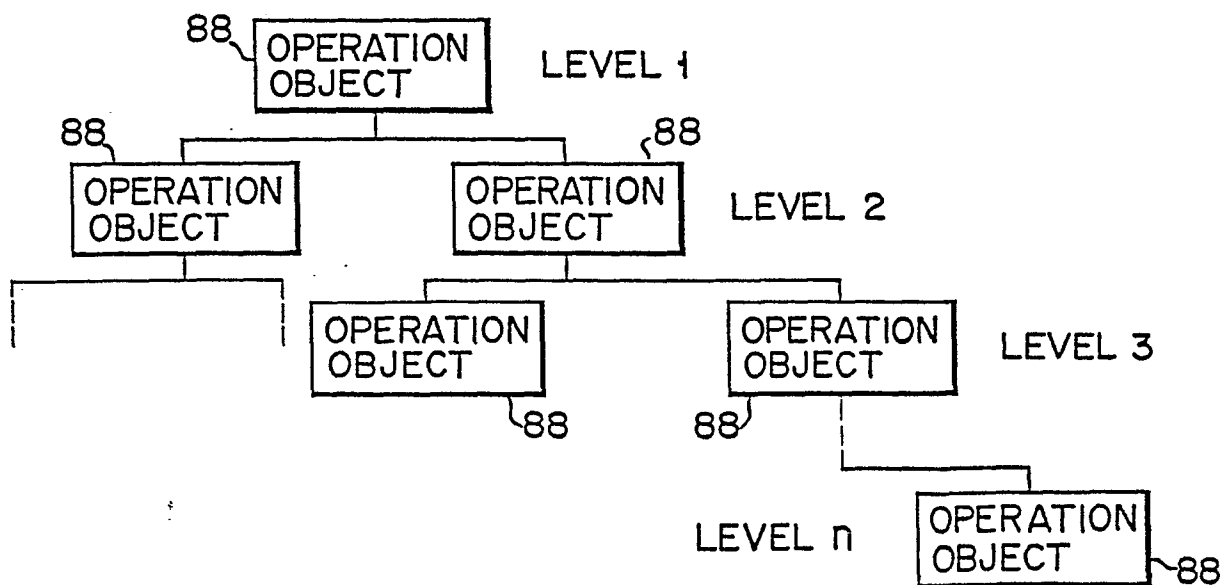 88
OPERATION
OBJECT
LEVEL 1
88
OPERATION
OBJECT
88
OPERATION
OBJECT
LEVEL 2
OPERATION
OBJECT
88
OPERATION
OBJECT
88
LEVEL 3
LEVEL n
OPERATION
OBJECT
88